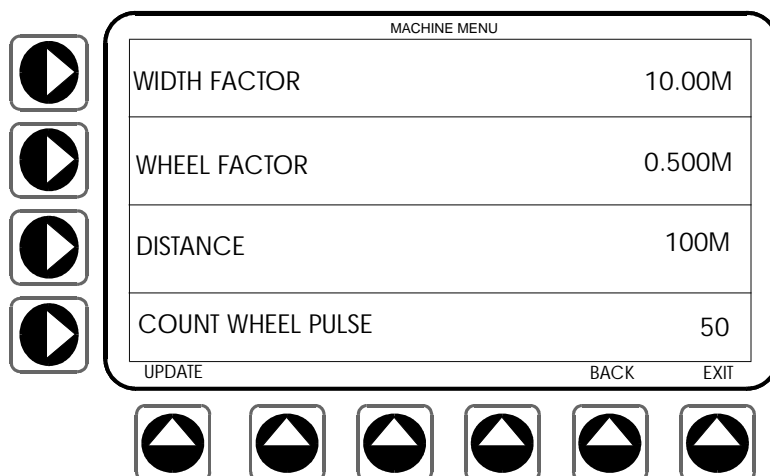 MACHINE MENU
WIDTH FACTOR 10.00M
WHEEL FACTOR 0.500M
DISTANCE 100M
COUNT WHEEL PULSE 50
UPDATE BACK EXIT